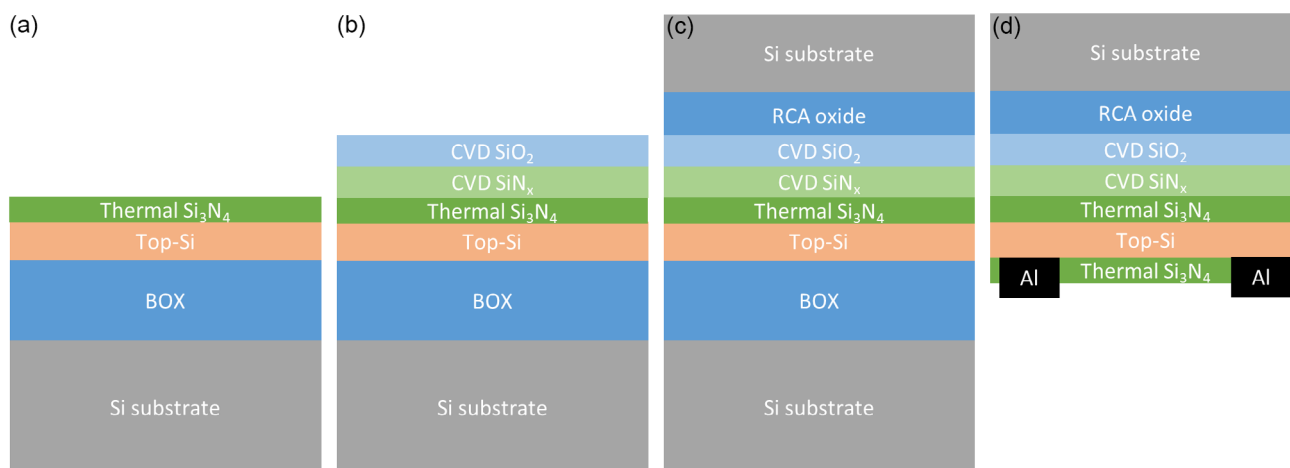 (a)
Thermal Si₃N₄
Top-Si
BOX
Si substrate
(b)
CVD SiO₂
CVD SiNₓ
Thermal Si₃N₄
Top-Si
BOX
Si substrate
(c)
Si substrate
RCA oxide
CVD SiO₂
CVD SiNₓ
Thermal Si₃N₄
Top-Si
BOX
Si substrate
(d)
Si substrate
RCA oxide
CVD SiO₂
CVD SiNₓ
Thermal Si₃N₄
Top-Si
Al Thermal Si₃N₄ Al